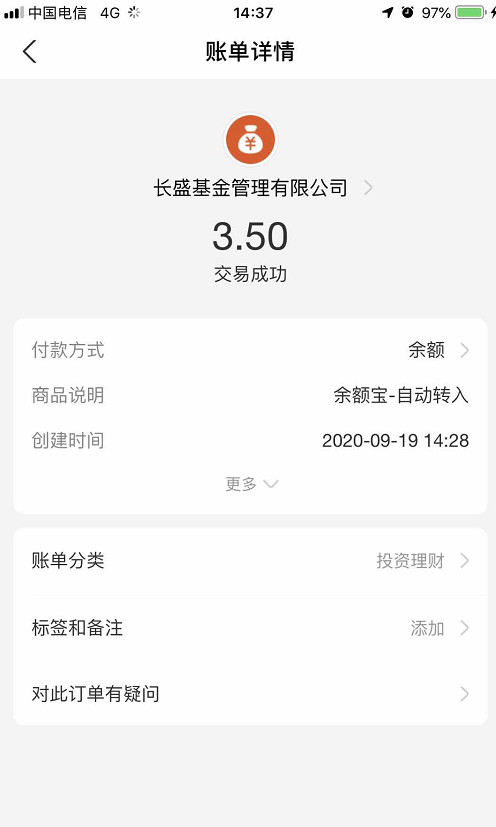 中国电信 4G 14:37 97%
账单详情
长盛基金管理有限公司
3.50
交易成功
付款方式 余额
商品说明 余额宝-自动转入
创建时间 2020-09-19 14:28
更多
账单分类 投资理财
标签和备注 添加
对此订单有疑问